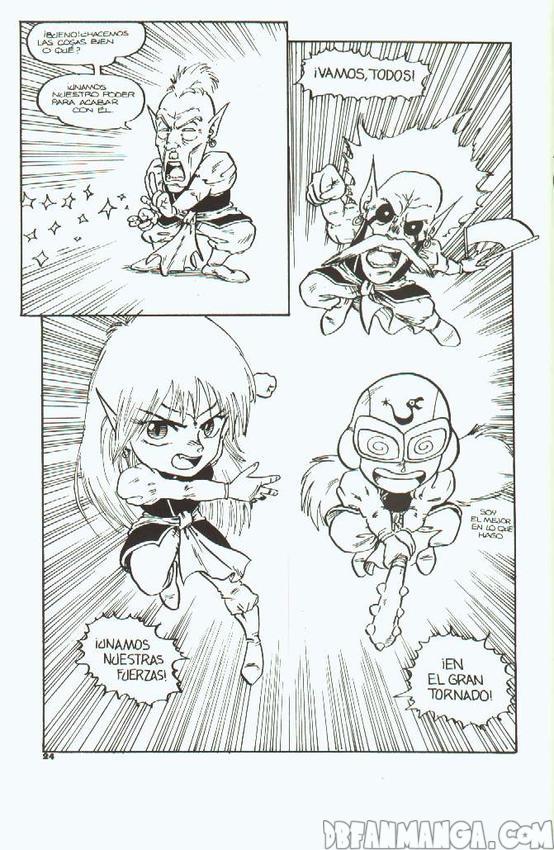 ¡BUENO! ¿HACEMOS
LAS COSAS BIEN
O QUÉ?
¡UNAMOS
NUESTRO PODER
PARA ACABAR
CON ÉL.
¡VAMOS, TODOS!
SOY
EL MEJOR
EN LO QUE
HAGO
¡UNAMOS
NUESTRAS
FUERZAS!
¡EN
EL GRAN
TORNADO!
24
DBFANMANGA.COM